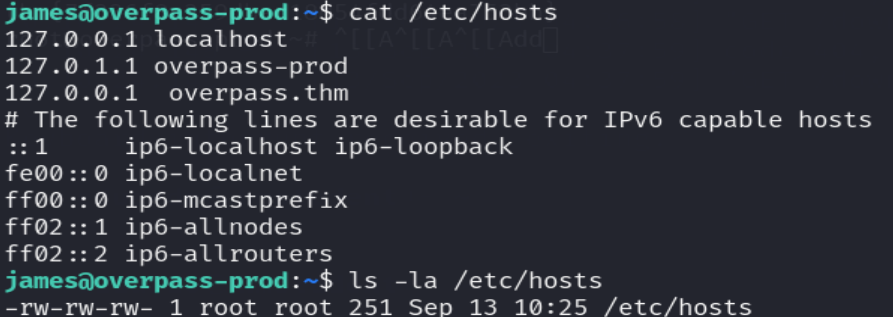 james@overpass-prod:~$ cat /etc/hosts
127.0.0.1 localhost
127.0.1.1 overpass-prod
127.0.0.1  overpass.thm
# The following lines are desirable for IPv6 capable hosts
::1     ip6-localhost ip6-loopback
fe00::0 ip6-localnet
ff00::0 ip6-mcastprefix
ff02::1 ip6-allnodes
ff02::2 ip6-allrouters
james@overpass-prod:~$ ls -la /etc/hosts
-rw-rw-rw- 1 root root 251 Sep 13 10:25 /etc/hosts